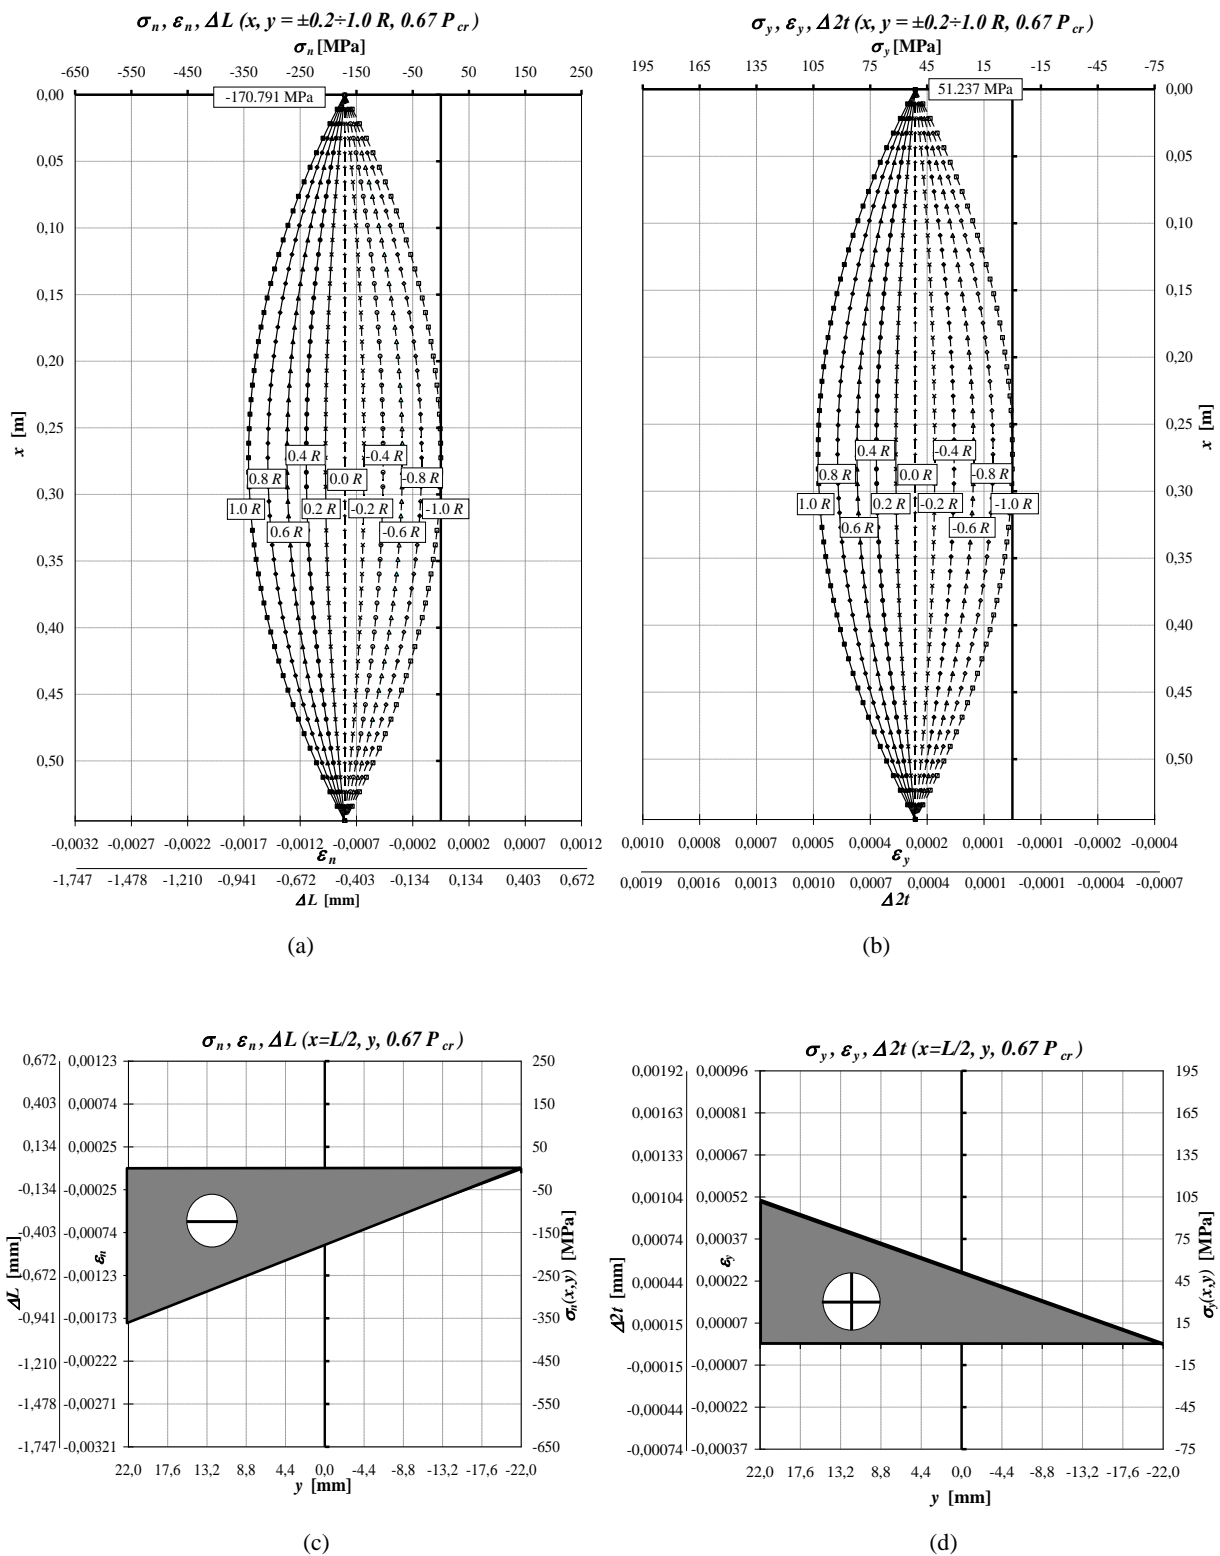 σn, εn, ΔL (x, y = ±0.2÷1.0 R, 0.67 Pcr)
σn [MPa]
-650 -550 -450 -350 -250 -150 -50 50 150 250
-170.791 MPa
0,00
0,05
0,10
0,15
0,20
0,25
0,30
0,35
0,40
0,45
0,50
x [m]
0.4 R -0.4 R
0.8 R 0.0 R -0.8 R
1.0 R 0.2 R -0.2 R -1.0 R
0.6 R -0.6 R
-0,0032 -0,0027 -0,0022 -0,0017 -0,0012 -0,0007 -0,0002 0,0002 0,0007 0,0012
εn
-1,747 -1,478 -1,210 -0,941 -0,672 -0,403 -0,134 0,134 0,403 0,672
ΔL [mm]
(a)
σy, εy, Δ2t (x, y = ±0.2÷1.0 R, 0.67 Pcr)
σy [MPa]
195 165 135 105 75 45 15 -15 -45 -75
51.237 MPa
0,00
0,05
0,10
0,15
0,20
0,25
0,30
0,35
0,40
0,45
0,50
x [m]
0.4 R -0.4 R
0.8 R 0.0 R -0.8 R
1.0 R 0.2 R -0.2 R -1.0 R
0.6 R -0.6 R
0,0010 0,0008 0,0007 0,0005 0,0004 0,0002 0,0001 -0,0001 -0,0002 -0,0004
εy
0,0019 0,0016 0,0013 0,0010 0,0007 0,0004 0,0001 -0,0001 -0,0004 -0,0007
Δ2t
(b)
σn, εn, ΔL (x=L/2, y, 0.67 Pcr)
0,672 0,00123 250
0,403 0,00074 150
0,134 0,00025 50
-0,134 -0,00025 -50
-0,403 -0,00074 -150
-0,672 -0,00123 -250
-0,941 -0,00173 -350
-1,210 -0,00222 -450
-1,478 -0,00271 -550
-1,747 -0,00321 -650
ΔL [mm]
εn
σn(x,y) [MPa]
22,0 17,6 13,2 8,8 4,4 0,0 -4,4 -8,8 -13,2 -17,6 -22,0
y [mm]
(c)
σy, εy, Δ2t (x=L/2, y, 0.67 Pcr)
0,00192 0,00096 195
0,00163 0,00081 165
0,00133 0,00067 135
0,00104 0,00052 105
0,00074 0,00037 75
0,00044 0,00022 45
0,00015 0,00007 15
-0,00015 -0,00007 -15
-0,00044 -0,00022 -45
-0,00074 -0,00037 -75
Δ2t [mm]
εy
σy(x,y) [MPa]
22,0 17,6 13,2 8,8 4,4 0,0 -4,4 -8,8 -13,2 -17,6 -22,0
y [mm]
(d)